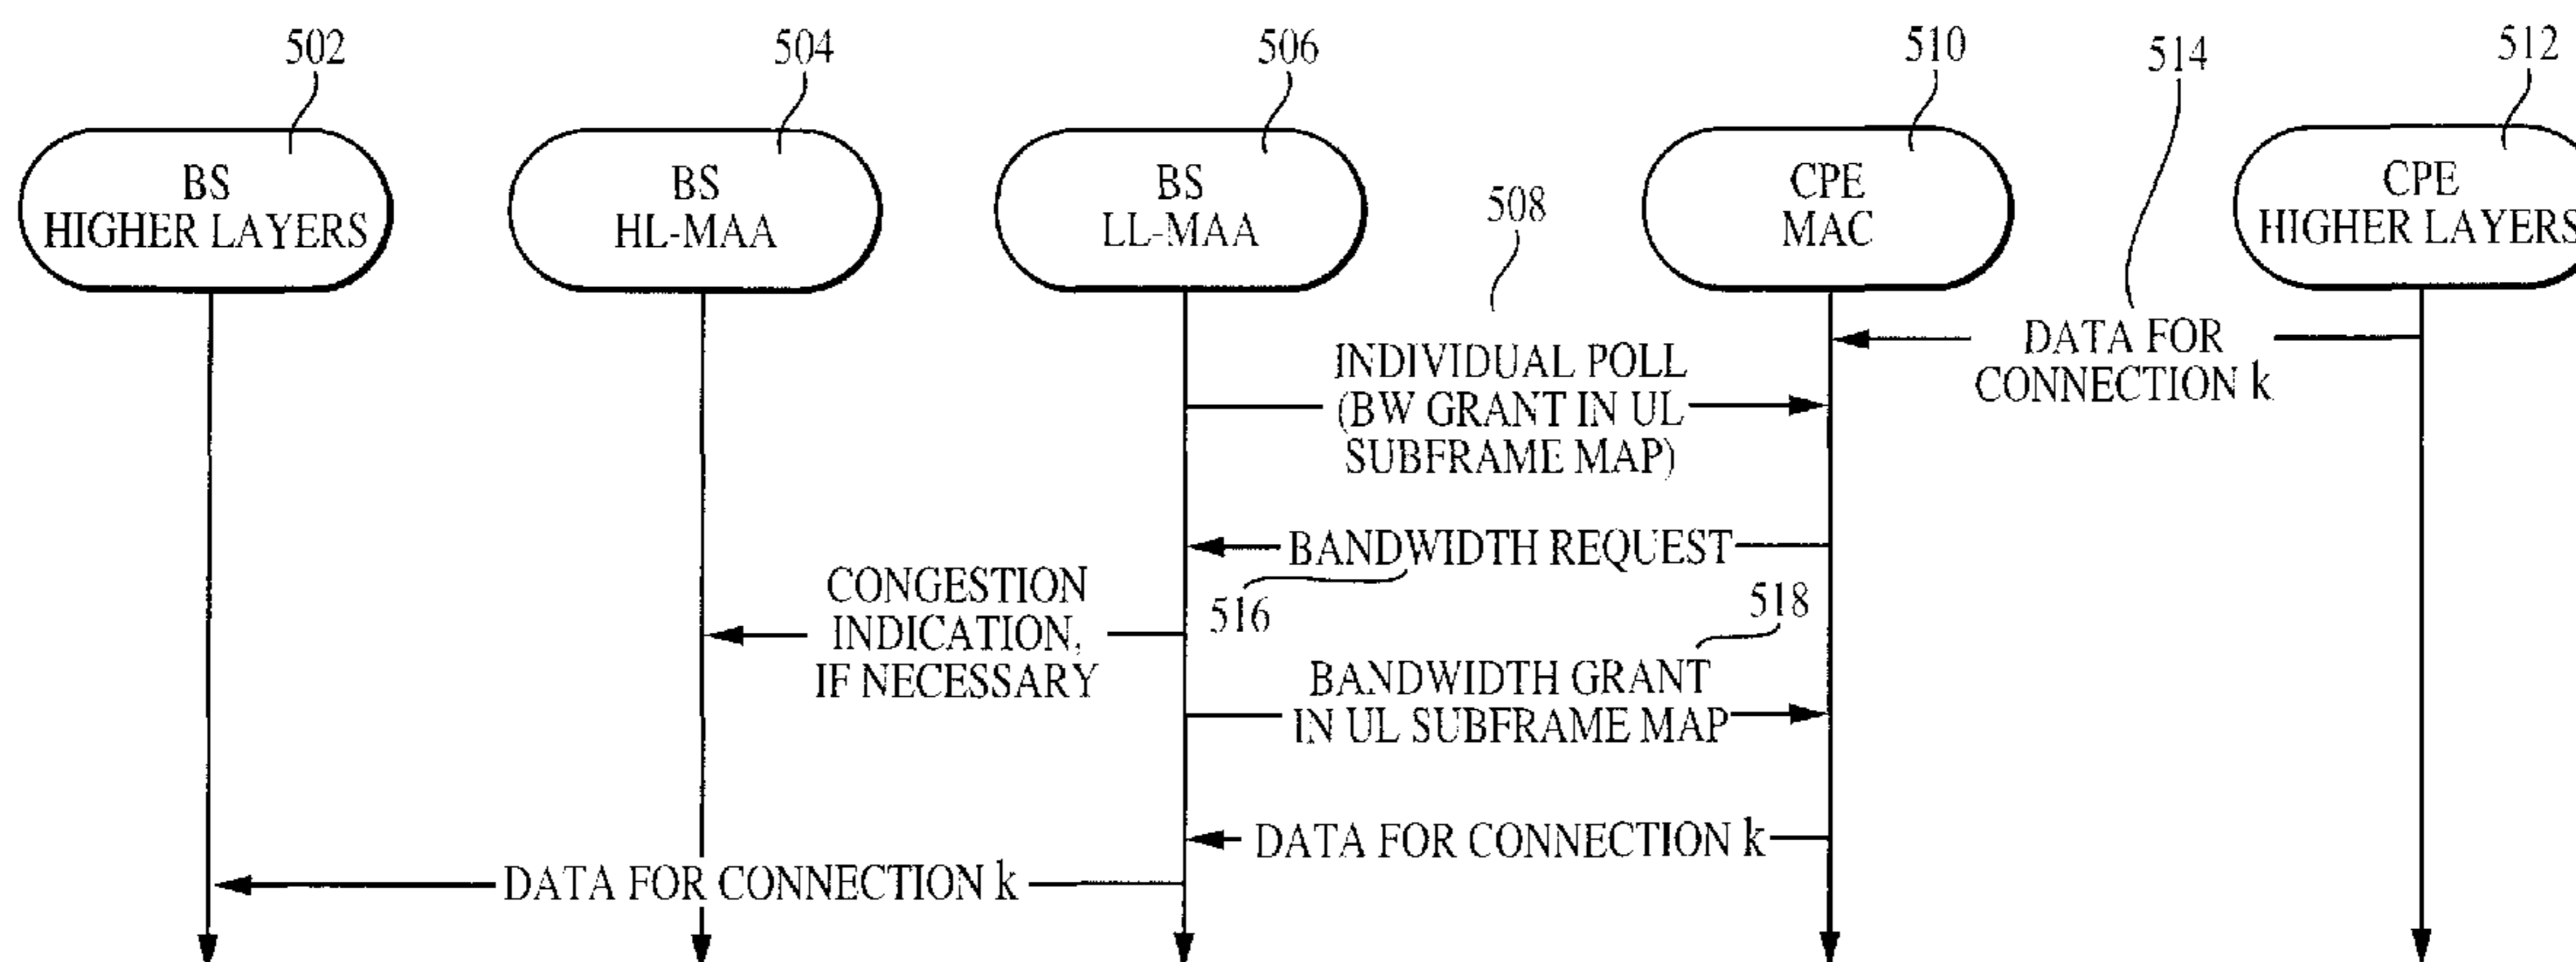 502
504
506
510
514
512
BS
HIGHER LAYERS
BS
HL-MAA
BS
LL-MAA
508
CPE
MAC
CPE
HIGHER LAYERS
DATA FOR
CONNECTION k
INDIVIDUAL POLL
(BW GRANT IN UL
SUBFRAME MAP)
BANDWIDTH REQUEST
516
518
CONGESTION
INDICATION,
IF NECESSARY
BANDWIDTH GRANT
IN UL SUBFRAME MAP
DATA FOR CONNECTION k
DATA FOR CONNECTION k